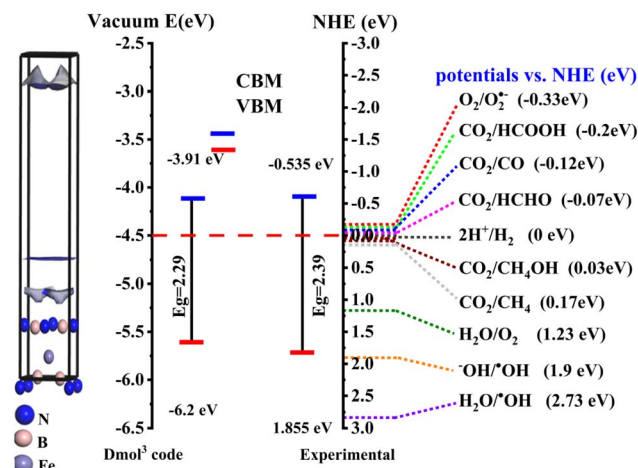 Vacuum E(eV)
NHE (eV)
-2.5
-3.0
-3.5
-4.0
-4.5
-5.0
-5.5
-6.0
-6.5
-3.0
-2.5
-2.0
-1.5
-1.0
-0.5
0.0
0.5
1.0
1.5
2.0
2.5
3.0
CBM
VBM
-3.91 eV
-0.535 eV
Eg=2.29
Eg=2.39
-6.2 eV
1.855 eV
Dmol³ code
Experimental
potentials vs. NHE (eV)
O₂/O₂•⁻ (-0.33eV)
CO₂/HCOOH (-0.2eV)
CO₂/CO (-0.12eV)
CO₂/HCHO (-0.07eV)
2H⁺/H₂ (0 eV)
CO₂/CH₄OH (0.03eV)
CO₂/CH₄ (0.17eV)
H₂O/O₂ (1.23 eV)
⁻OH/•OH (1.9 eV)
H₂O/•OH (2.73 eV)
N
B
Fe